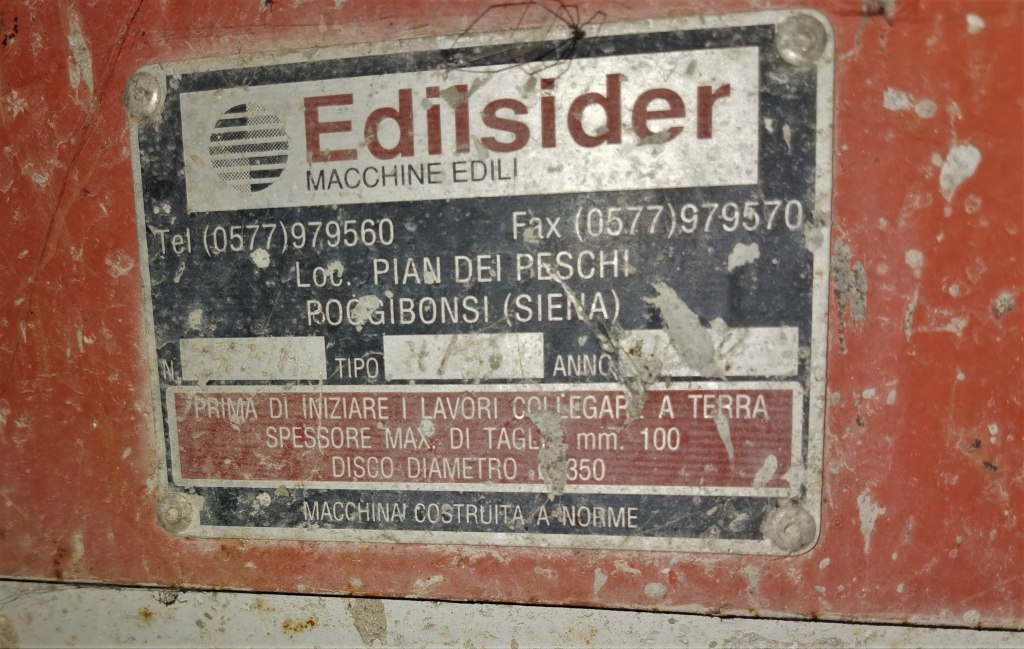 Edilsider
MACCHINE EDILI
Tel (0577)979560 Fax (0577)979570
Loc. PIAN DEI PESCHI
POGGIBONSI (SIENA)
N. TIPO ANNO
PRIMA DI INIZIARE I LAVORI COLLEGARE A TERRA
SPESSORE MAX. DI TAGLIO mm. 100
DISCO DIAMETRO 350
MACCHINA COSTRUITA A NORME